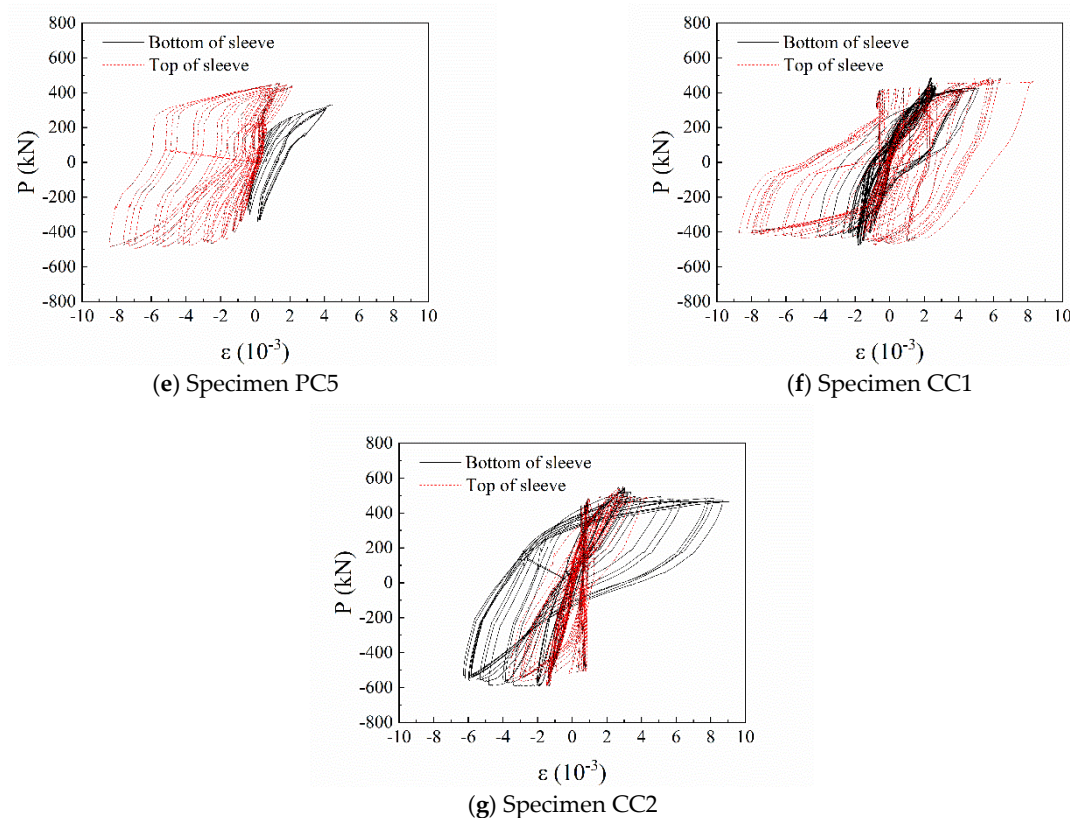 800
600
400
200
0
-200
-400
-600
-800
P (kN)
Bottom of sleeve
Top of sleeve
-10 -8 -6 -4 -2 0 2 4 6 8 10
ε (10⁻³)
(e) Specimen PC5
800
600
400
200
0
-200
-400
-600
-800
P (kN)
Bottom of sleeve
Top of sleeve
-10 -8 -6 -4 -2 0 2 4 6 8 10
ε (10⁻³)
(f) Specimen CC1
800
600
400
200
0
-200
-400
-600
-800
P (kN)
Bottom of sleeve
Top of sleeve
-10 -8 -6 -4 -2 0 2 4 6 8 10
ε (10⁻³)
(g) Specimen CC2